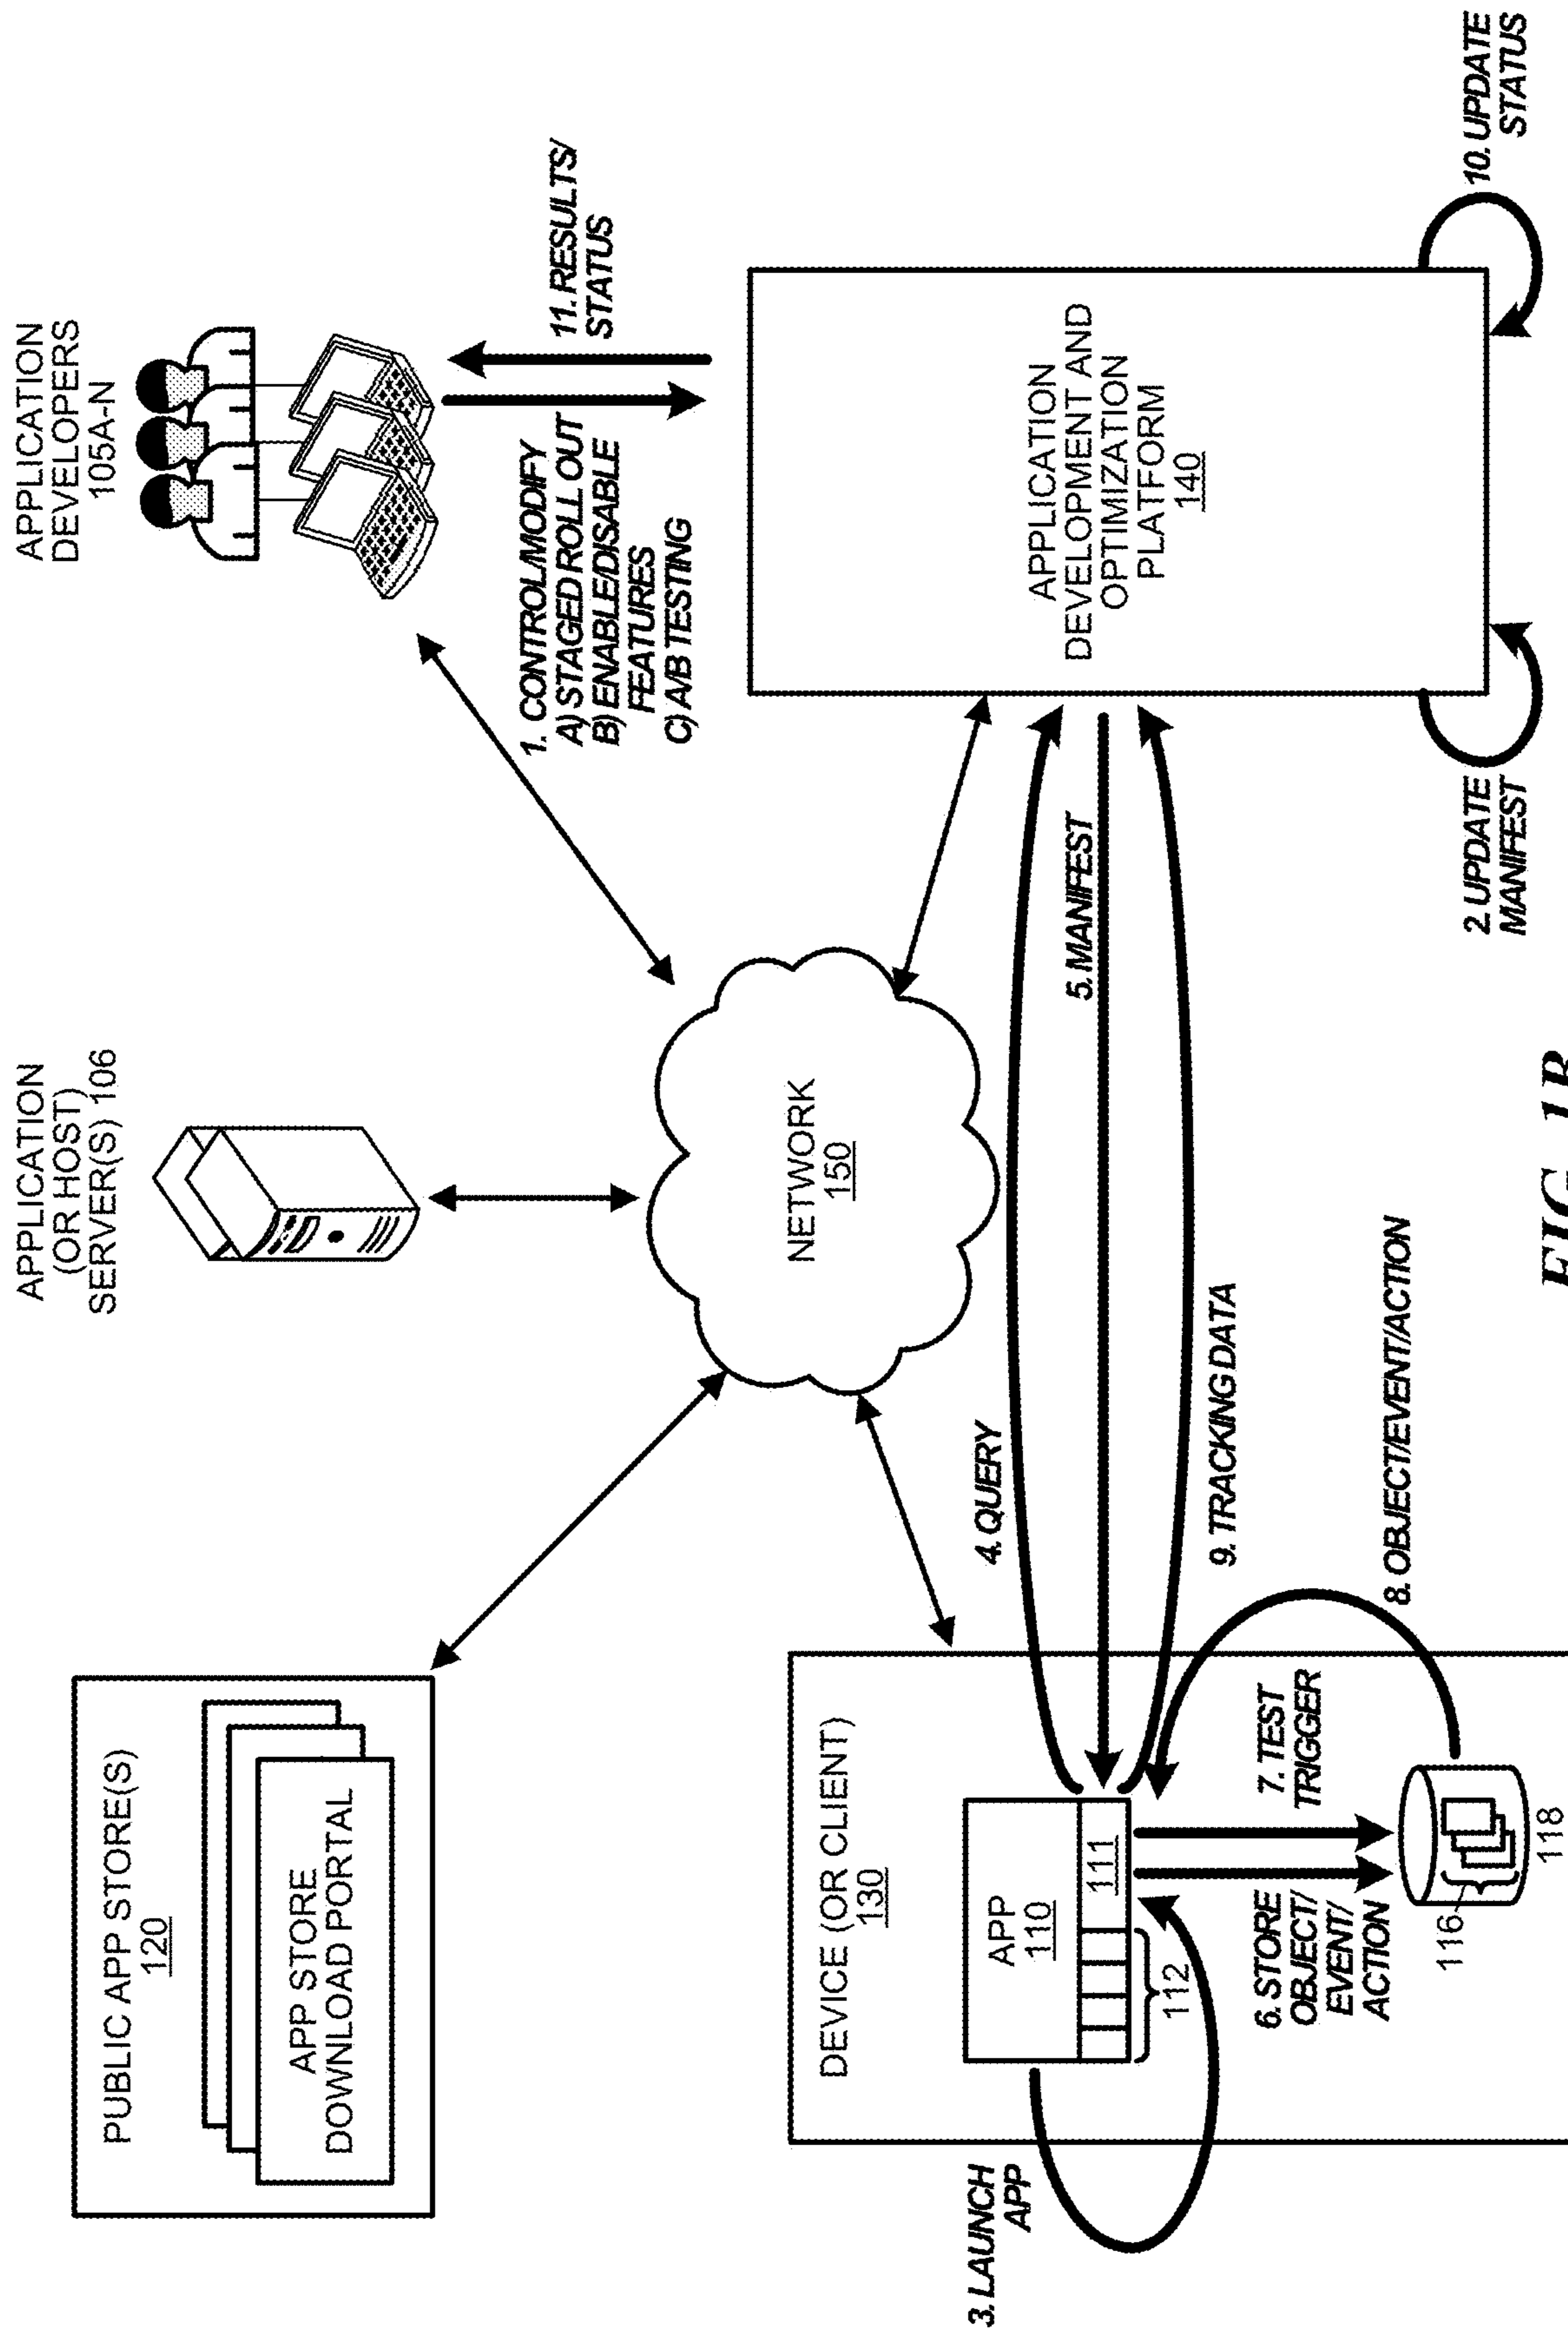 PUBLIC APP STORE(S)
120
APP STORE
DOWNLOAD PORTAL
APPLICATION
(OR HOST)
SERVER(S) 106
APPLICATION
DEVELOPERS
105A-N
NETWORK
150
1. CONTROL/MODIFY
A) STAGED ROLL OUT
B) ENABLE/DISABLE
FEATURES
C) A/B TESTING
11. RESULTS/
STATUS
DEVICE (OR CLIENT)
130
APP
110
111
112
3. LAUNCH
APP
4. QUERY
5. MANIFEST
9. TRACKING DATA
6. STORE
OBJECT/
EVENT/
ACTION
7. TEST
TRIGGER
8. OBJECT/EVENT/ACTION
116
118
APPLICATION
DEVELOPMENT AND
OPTIMIZATION
PLATFORM
140
2. UPDATE
MANIFEST
10. UPDATE
STATUS
FIG. 1B